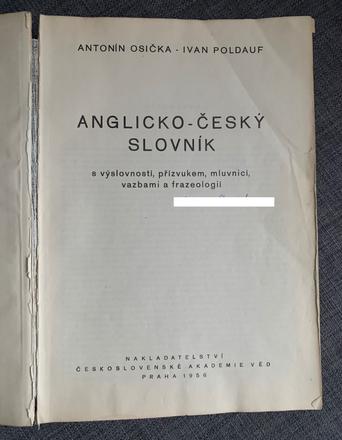 ANTONÍN OSIČKA - IVAN POLDAUF
ANGLICKO-ČESKÝ
SLOVNÍK
s výslovností, přízvukem, mluvnicí,
vazbami a frazeologií
NAKLADATELSTVÍ
ČESKOSLOVENSKÉ AKADEMIE VĚD
PRAHA 1956